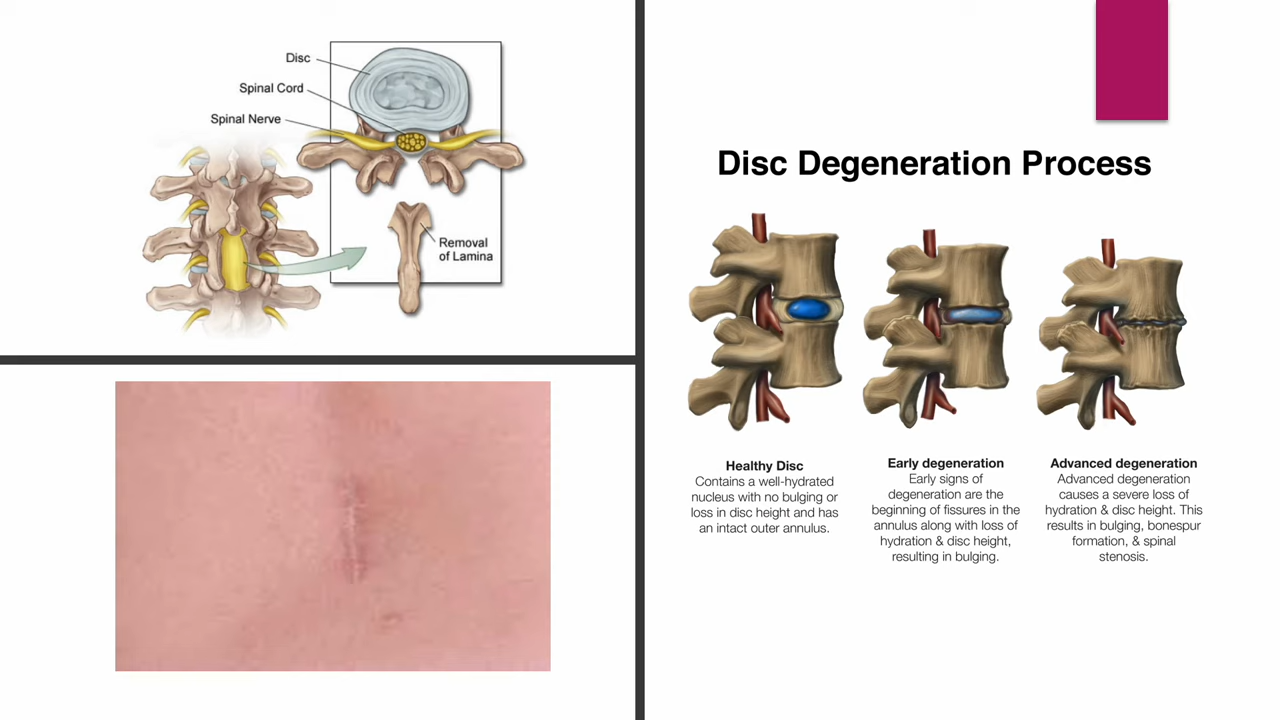 Disc
Spinal Cord
Spinal Nerve
Removal
of Lamina
Disc Degeneration Process
Healthy Disc
Contains a well-hydrated
nucleus with no bulging or
loss in disc height and has
an intact outer annulus.
Early degeneration
Early signs of
degeneration are the
beginning of fissures in the
annulus along with loss of
hydration & disc height,
resulting in bulging.
Advanced degeneration
Advanced degeneration
causes a severe loss of
hydration & disc height. This
results in bulging, bonespur
formation, & spinal
stenosis.